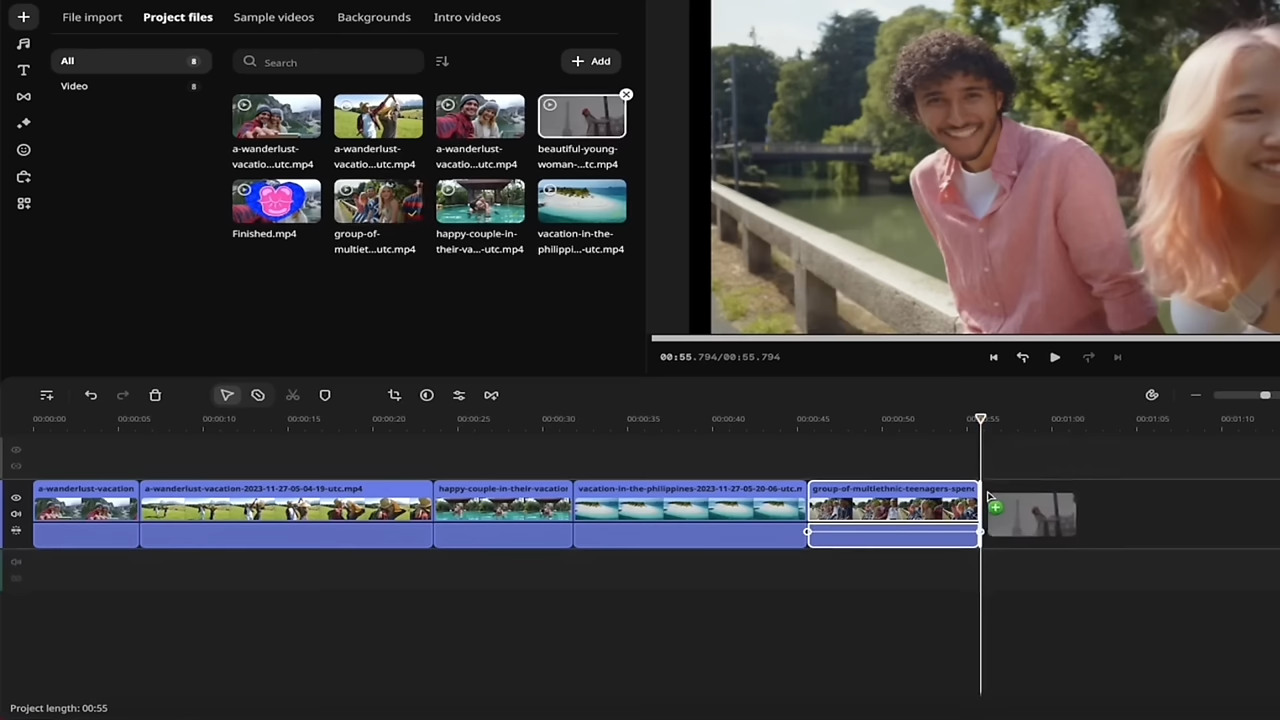 File import
Project files
Sample videos
Backgrounds
Intro videos
All
8
Search
Add
Video
8
a-wanderlust-
vacatio...utc.mp4
a-wanderlust-
vacatio...utc.mp4
a-wanderlust-
vacatio...utc.mp4
beautiful-young-
woman-...tc.mp4
Finished.mp4
group-of-
multiet...utc.mp4
happy-couple-in-
their-va...-utc.mp4
vacation-in-the-
philippi...-utc.mp4
00:55.794/00:55.794
00:00:00
00:00:05
00:00:10
00:00:15
00:00:20
00:00:25
00:00:30
00:00:35
00:00:40
00:00:45
00:00:50
00:01:00
00:01:05
00:01:10
a-wanderlust-vacation
a-wanderlust-vacation-2023-11-27-05-04-19-utc.mp4
happy-couple-in-their-vacation
vacation-in-the-philippines-2023-11-27-05-20-06-utc.m
group-of-multiethnic-teenagers-spen
Project length: 00:55